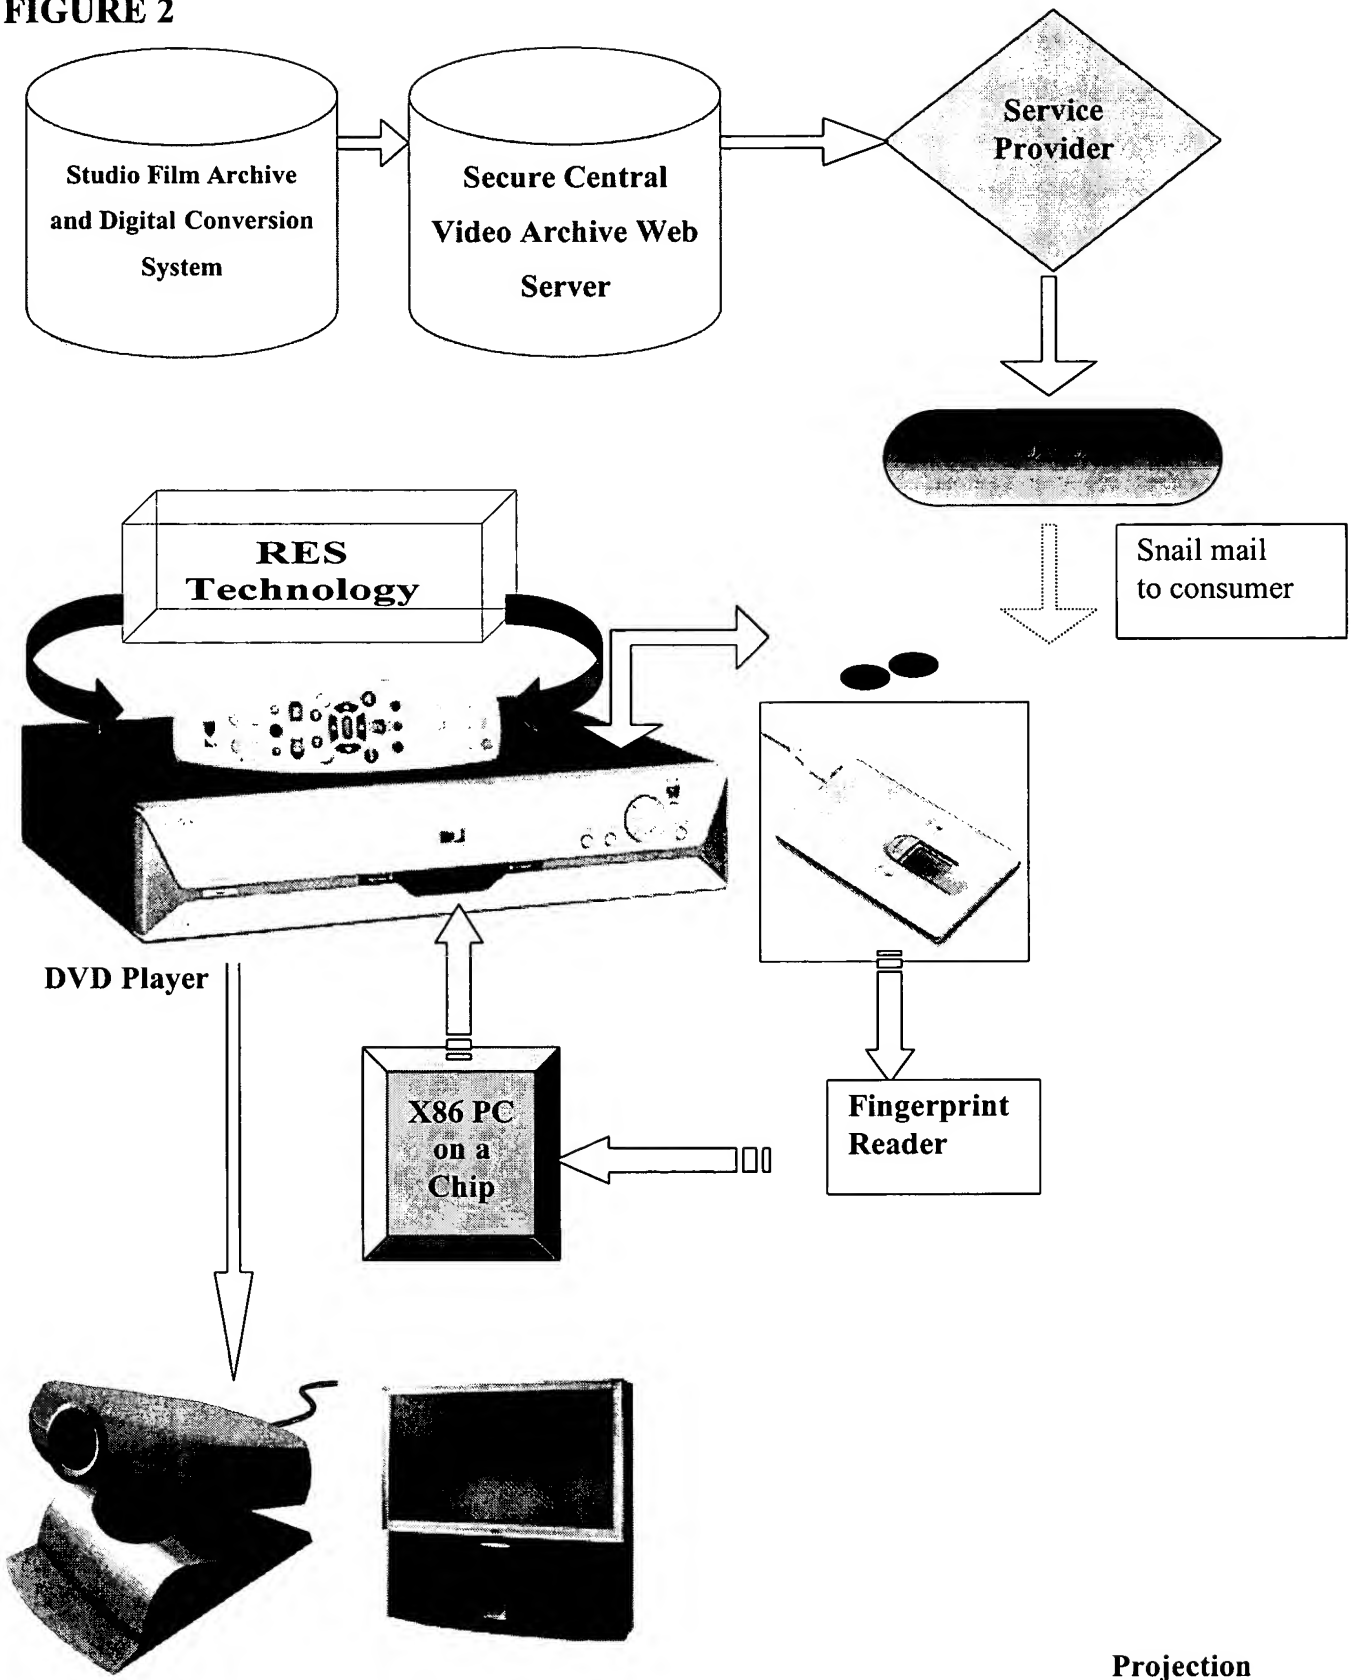 FIGURE 2
Studio Film Archive
and Digital Conversion
System
Secure Central
Video Archive Web
Server
Service
Provider
Snail mail
to consumer
RES
Technology
DVD Player
X86 PC
on a
Chip
Fingerprint
Reader
Projection